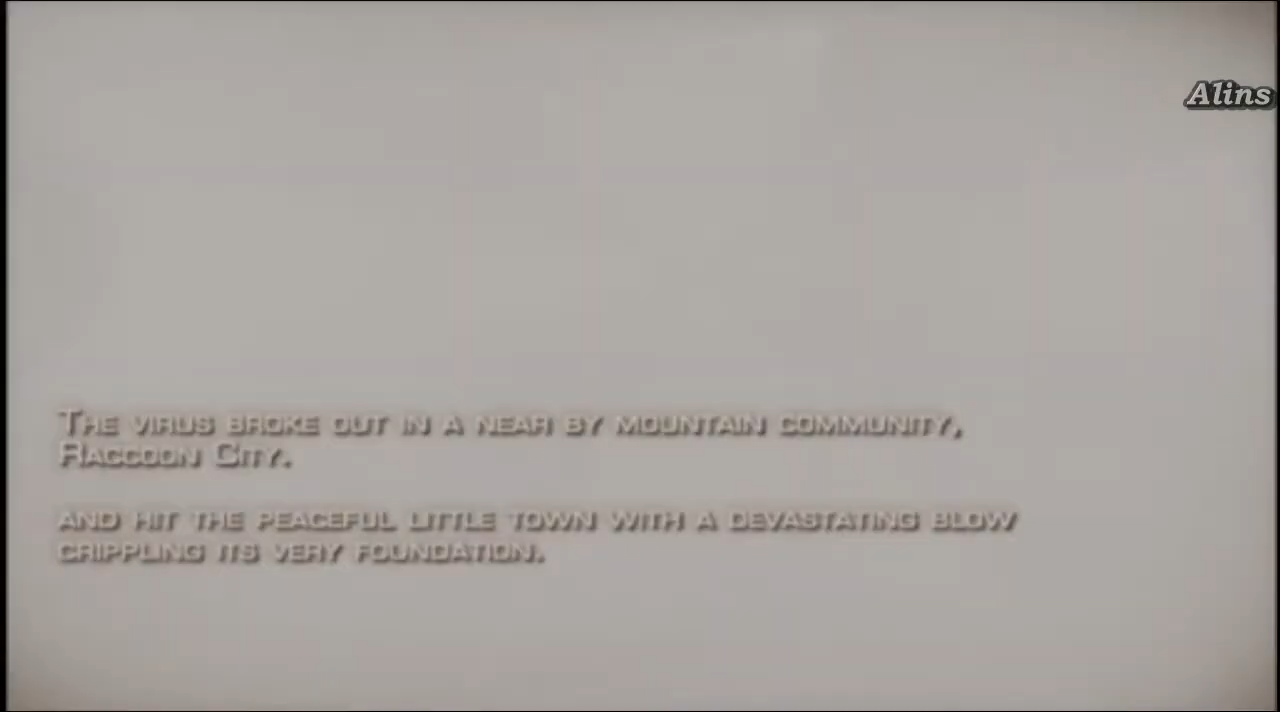 Alins
The virus broke out in a near by mountain community,
Raccoon City.
and hit the peaceful little town with a devastating blow
crippling its very foundation.